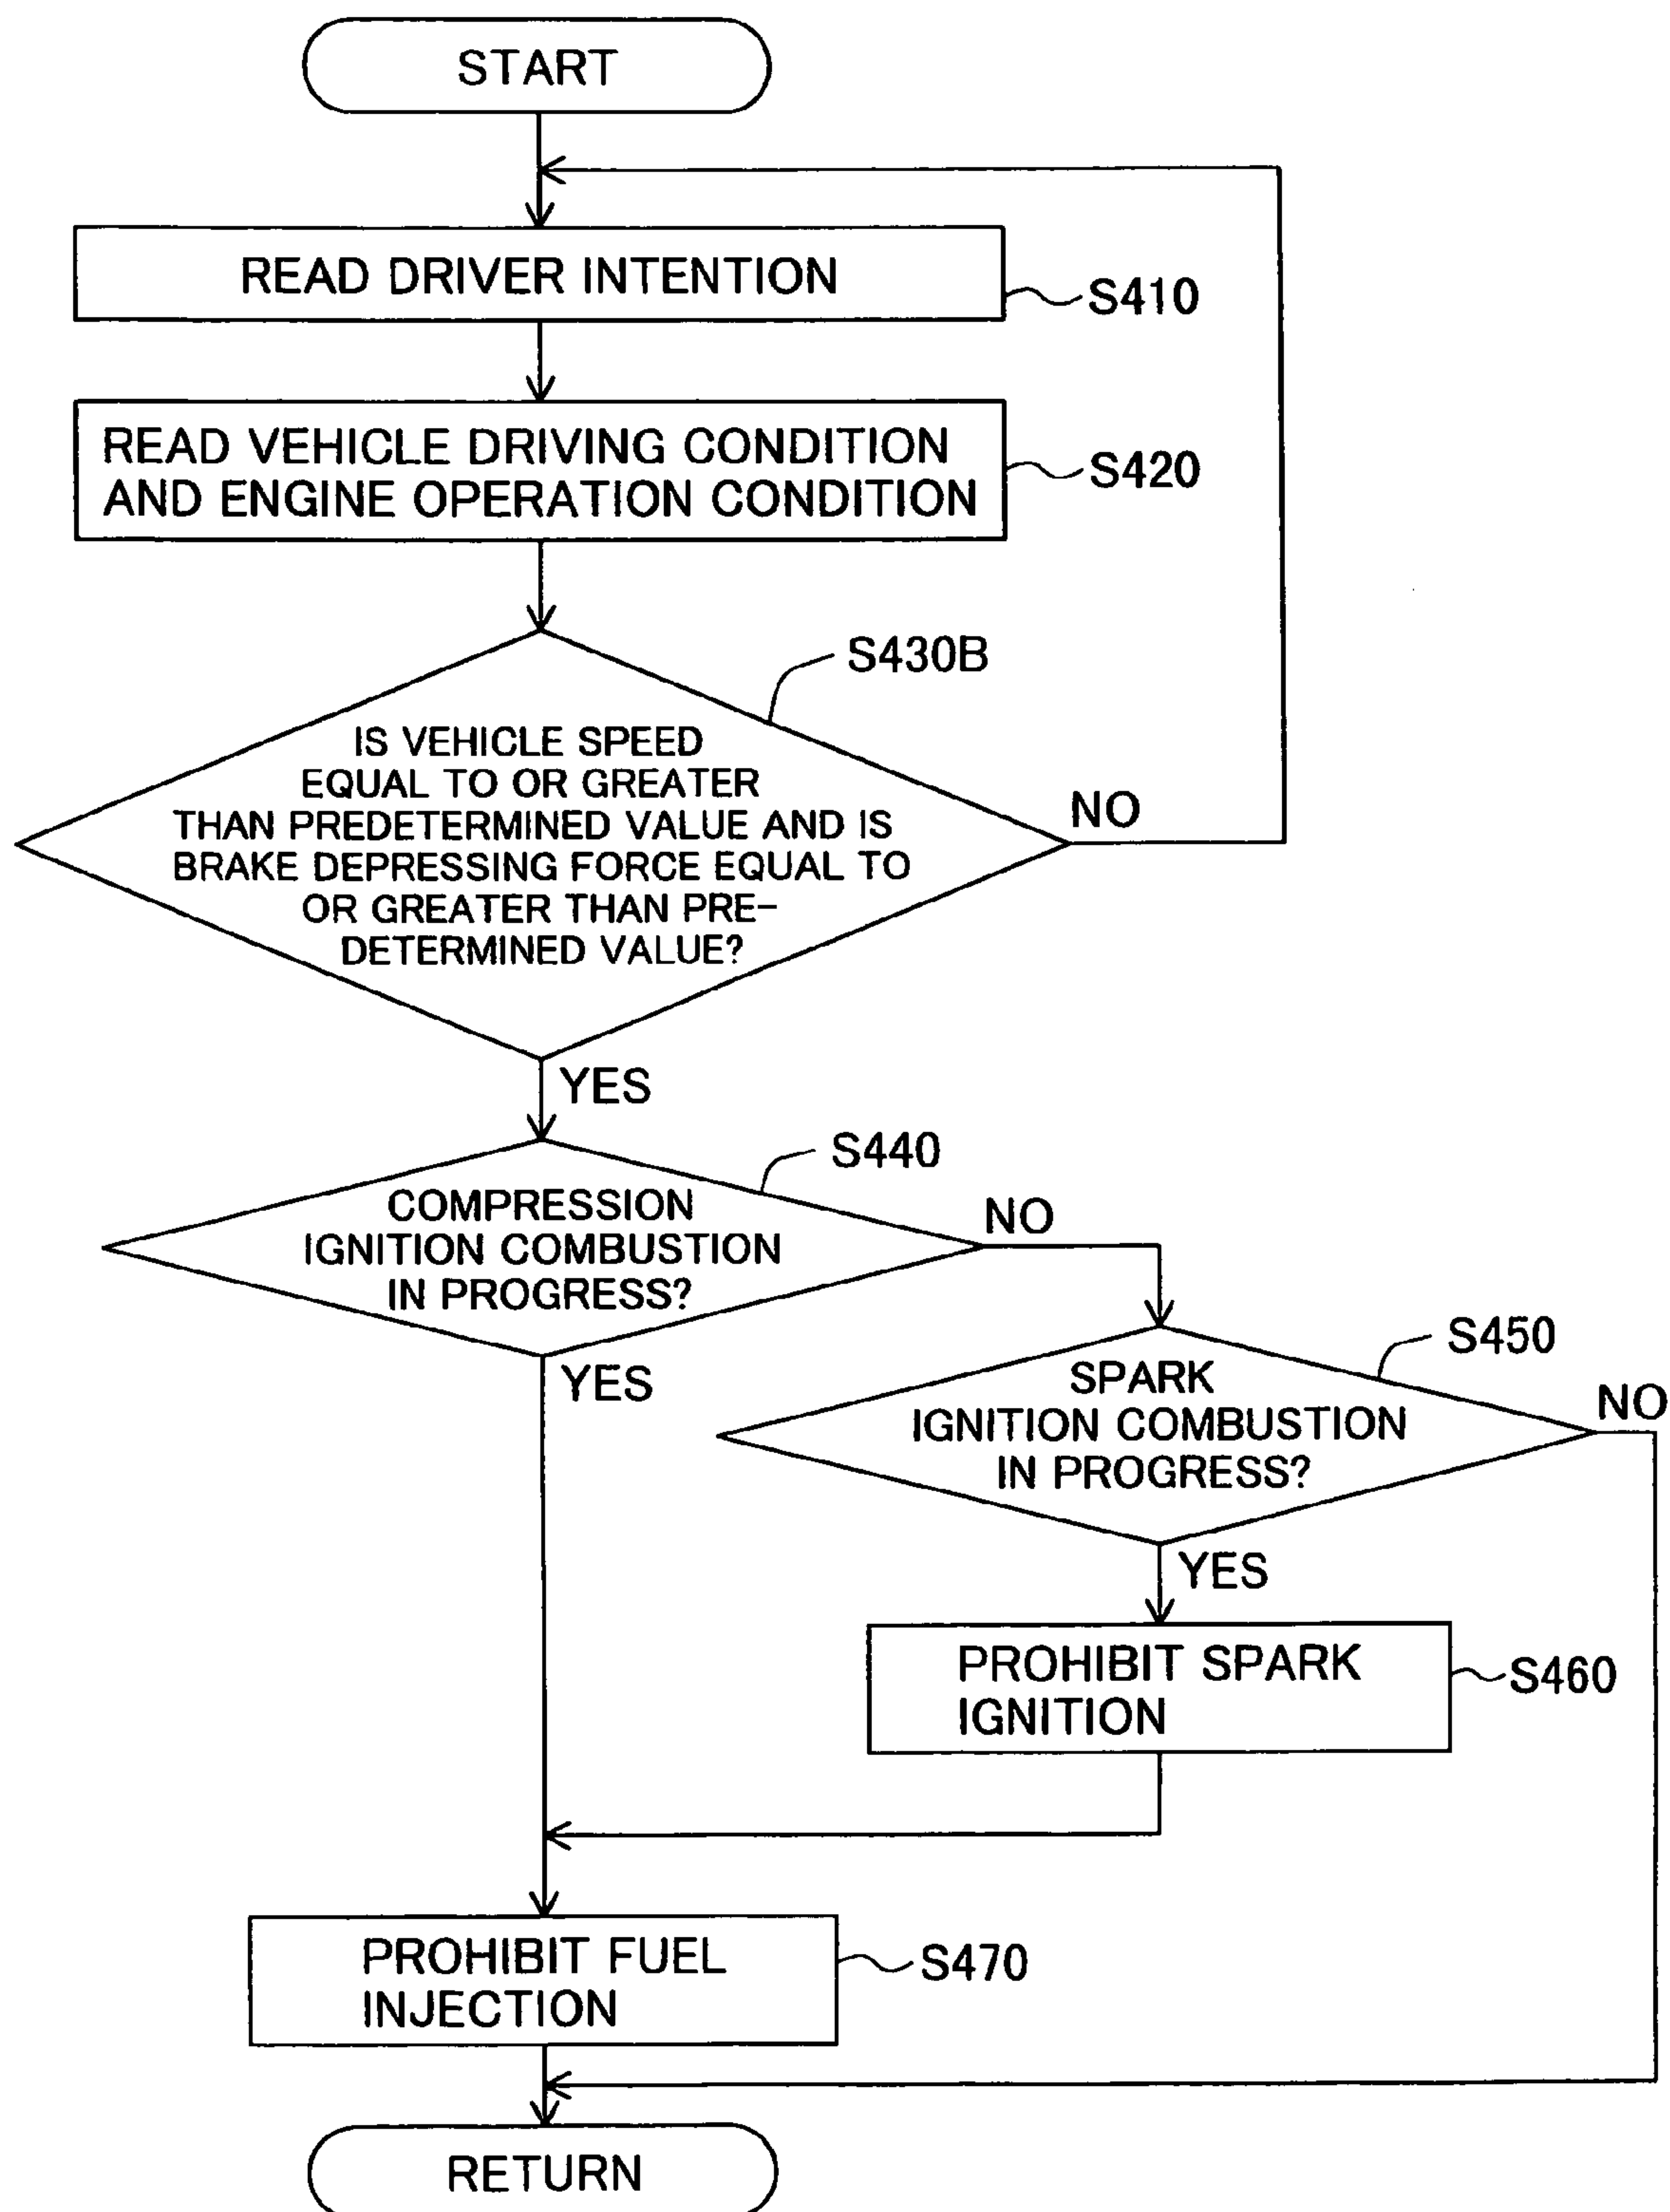 START
READ DRIVER INTENTION
S410
READ VEHICLE DRIVING CONDITION
AND ENGINE OPERATION CONDITION
S420
S430B
IS VEHICLE SPEED
EQUAL TO OR GREATER
THAN PREDETERMINED VALUE AND IS
BRAKE DEPRESSING FORCE EQUAL TO
OR GREATER THAN PRE-
DETERMINED VALUE?
NO
YES
S440
COMPRESSION
IGNITION COMBUSTION
IN PROGRESS?
NO
YES
S450
SPARK
IGNITION COMBUSTION
IN PROGRESS?
NO
YES
PROHIBIT SPARK
IGNITION
S460
PROHIBIT FUEL
INJECTION
S470
RETURN